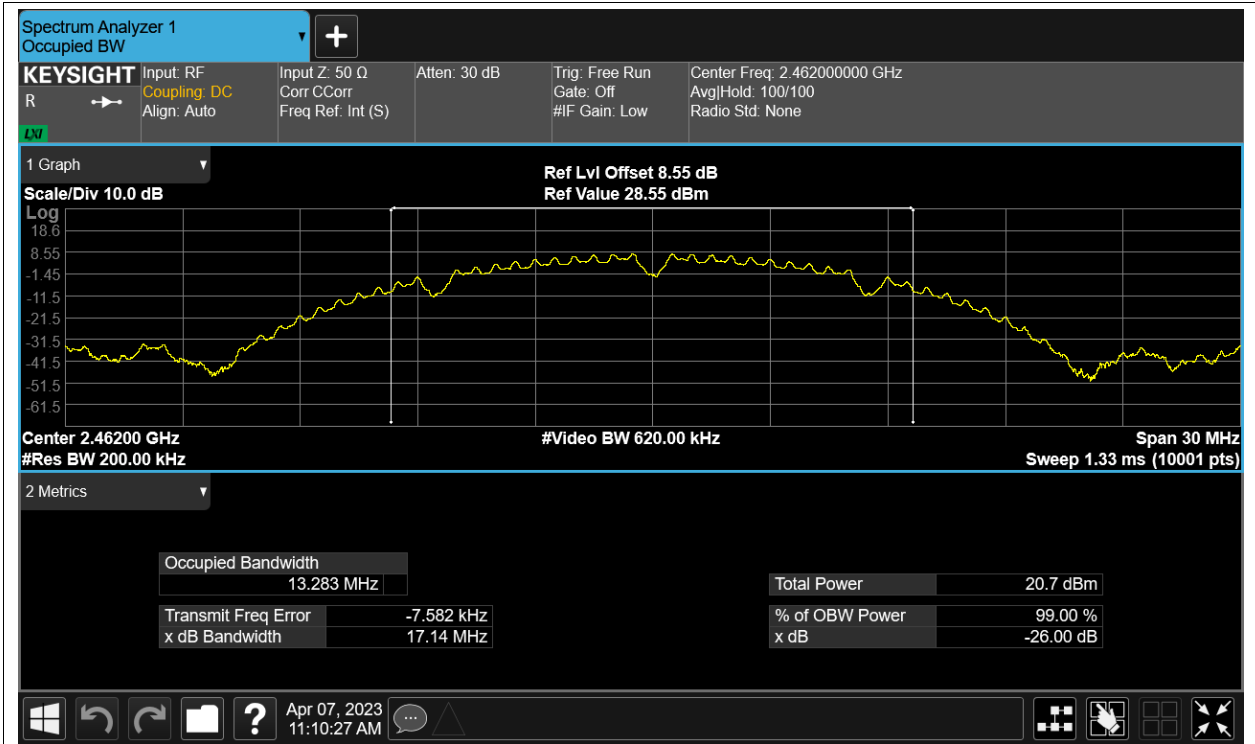 Spectrum Analyzer 1
Occupied BW
KEYSIGHT
R
LXI
Input: RF
Coupling: DC
Align: Auto
Input Z: 50 Ω
Corr CCorr
Freq Ref: Int (S)
Atten: 30 dB
Trig: Free Run
Gate: Off
#IF Gain: Low
Center Freq: 2.462000000 GHz
Avg|Hold: 100/100
Radio Std: None
1 Graph
Scale/Div 10.0 dB
Ref Lvl Offset 8.55 dB
Ref Value 28.55 dBm
Log
18.6
8.55
-1.45
-11.5
-21.5
-31.5
-41.5
-51.5
-61.5
Center 2.46200 GHz
#Video BW 620.00 kHz
Span 30 MHz
#Res BW 200.00 kHz
Sweep 1.33 ms (10001 pts)
2 Metrics
Occupied Bandwidth
13.283 MHz
Total Power 20.7 dBm
Transmit Freq Error -7.582 kHz
% of OBW Power 99.00 %
x dB Bandwidth 17.14 MHz
x dB -26.00 dB
?
Apr 07, 2023
11:10:27 AM